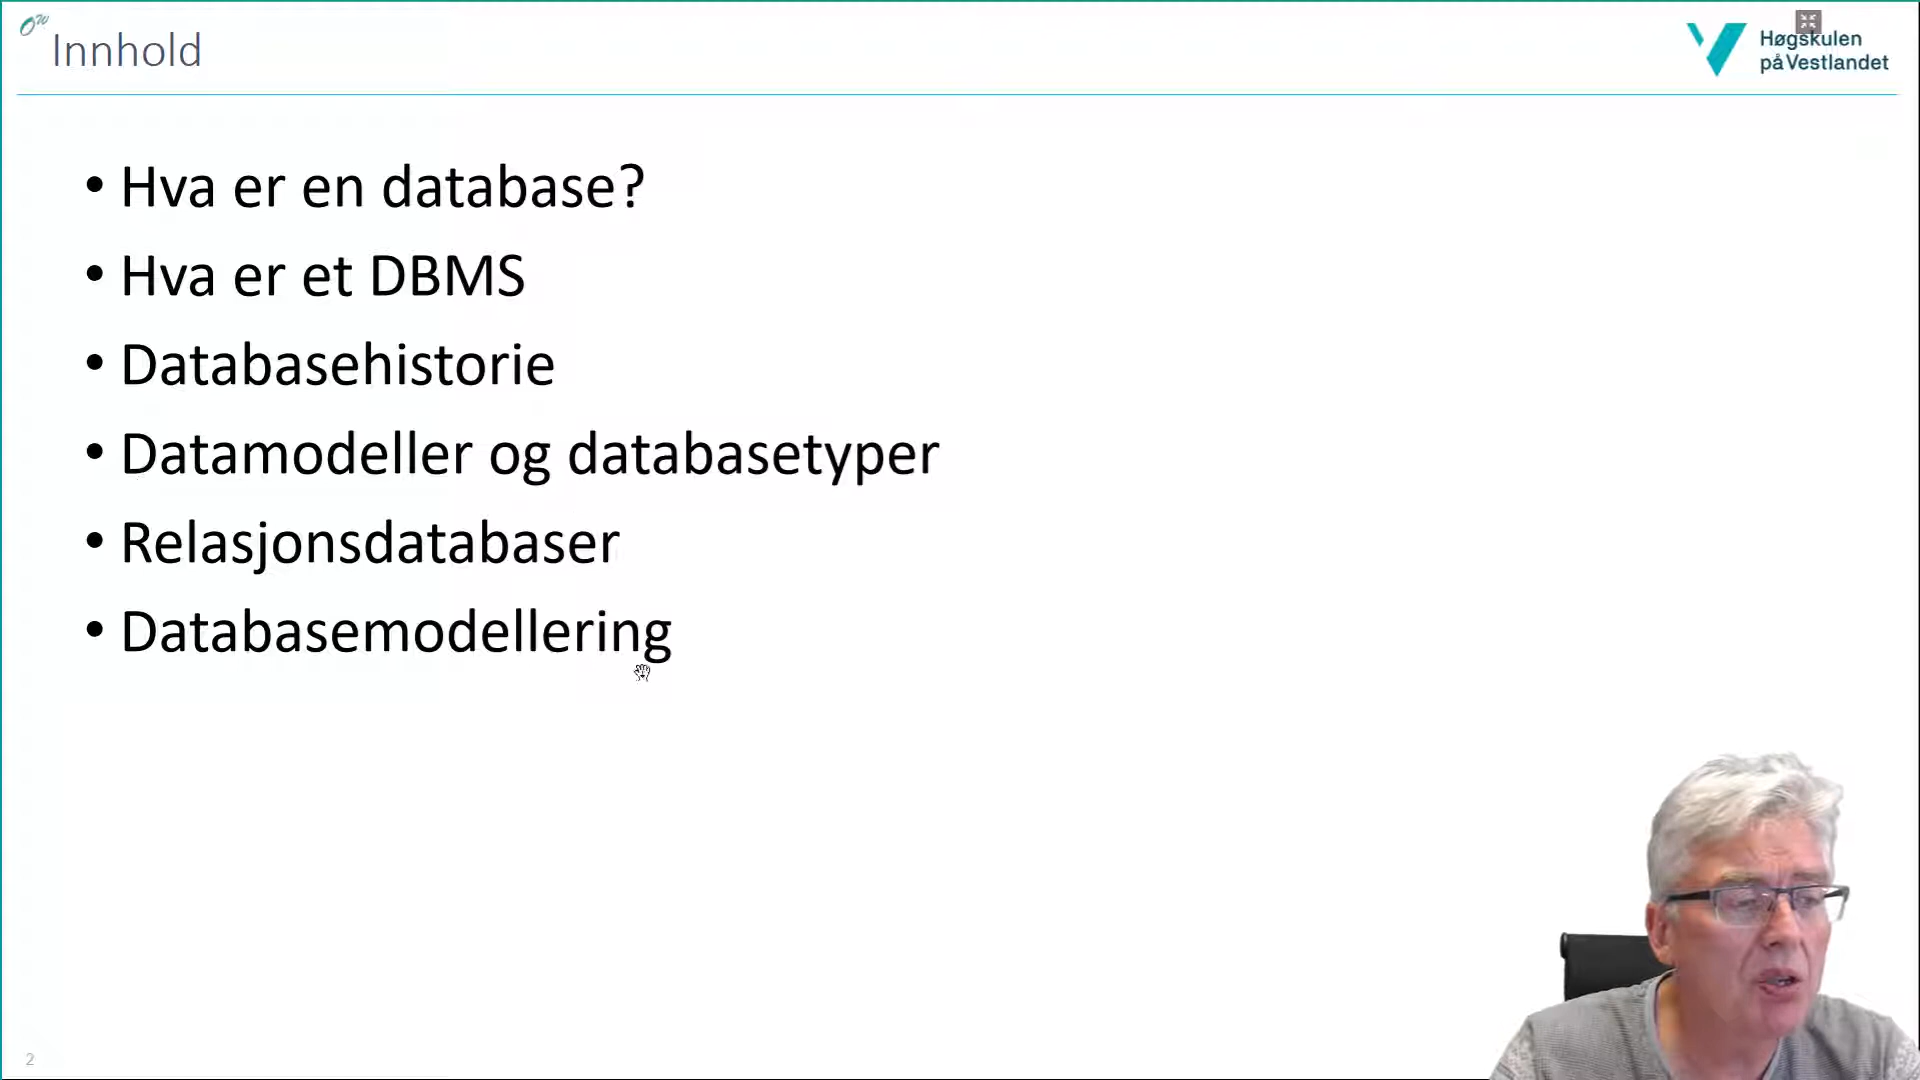 Innhold
Høgskulen
på Vestlandet
• Hva er en database?
• Hva er et DBMS
• Databasehistorie
• Datamodeller og databasetyper
• Relasjonsdatabaser
• Databasemodellering
2